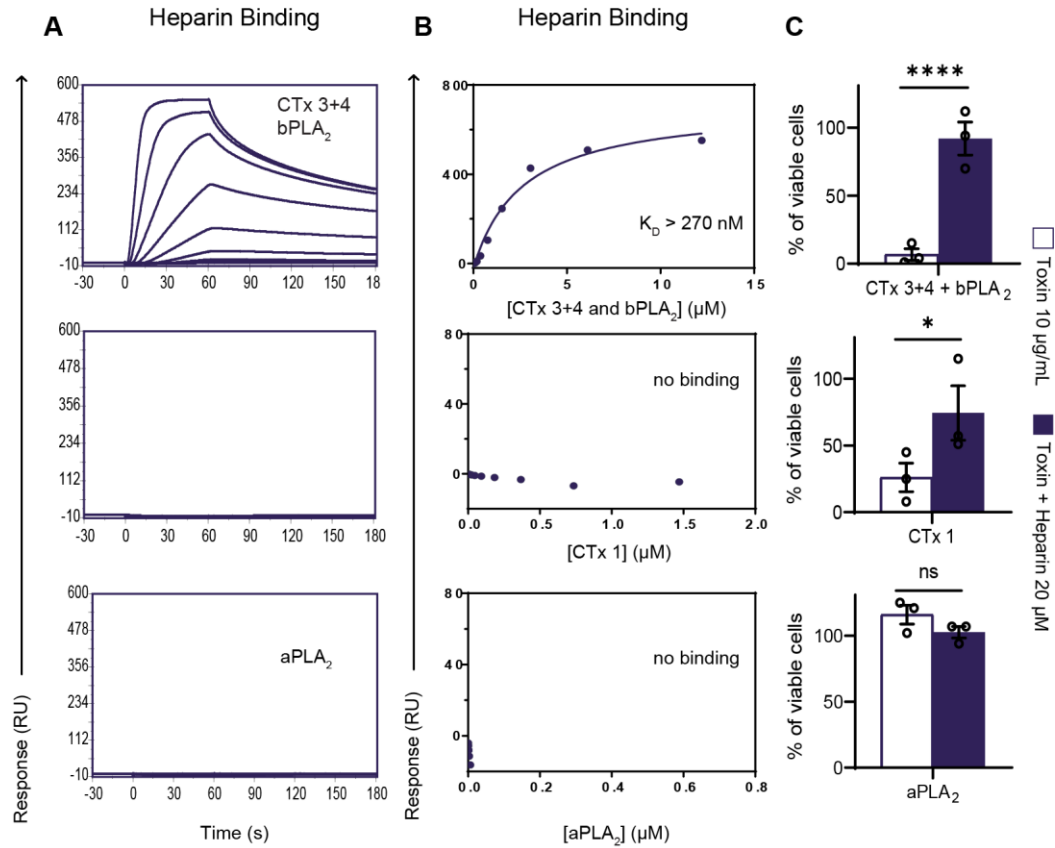 A
Heparin Binding
600
478
356
234
112
-10
CTx 3+4
bPLA2
-30 0 30 60 90 120 150 180
600
478
356
234
112
-10
-30 0 30 60 90 120 150 180
600
478
356
234
112
-10
aPLA2
-30 0 30 60 90 120 150 180
Time (s)
Response (RU)
B
Heparin Binding
800
400
0
KD > 270 nM
0 5 10 15
[CTx 3+4 and bPLA2] (µM)
80
40
0
no binding
0.0 0.5 1.0 1.5 2.0
[CTx 1] (µM)
80
40
0
no binding
0.0 0.2 0.4 0.6 0.8
[aPLA2] (µM)
Response (RU)
C
****
% of viable cells
100
50
0
CTx 3+4 + bPLA2
*
% of viable cells
100
50
0
CTx 1
ns
% of viable cells
100
50
0
aPLA2
Toxin 10 µg/mL
Toxin + Heparin 20 µM